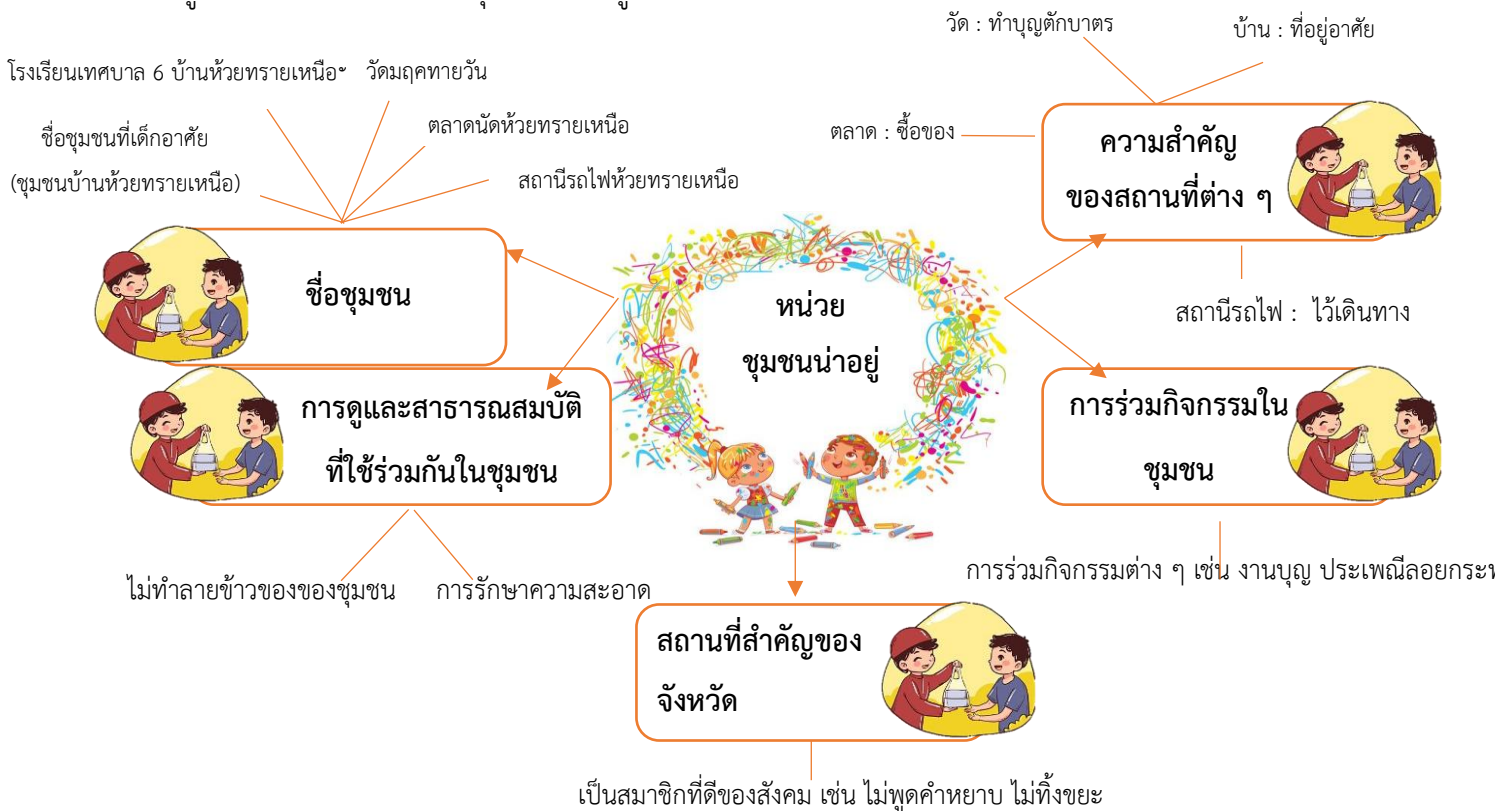 วัด : ทำบุญตักบาตร
บ้าน : ที่อยู่อาศัย
โรงเรียนเทศบาล 6 บ้านห้วยทรายเหนือฯ
วัดมฤคทายวัน
ชื่อชุมชนที่เด็กอาศัย
(ชุมชนบ้านห้วยทรายเหนือ)
ตลาดนัดห้วยทรายเหนือ
สถานีรถไฟห้วยทรายเหนือ
ตลาด : ซื้อของ
ความสำคัญ
ของสถานที่ต่าง ๆ
ชื่อชุมชน
หน่วย
ชุมชนน่าอยู่
สถานีรถไฟ : ไว้เดินทาง
การดูและสาธารณสมบัติ
ที่ใช้ร่วมกันในชุมชน
การร่วมกิจกรรมใน
ชุมชน
ไม่ทำลายข้าวของของชุมชน
การรักษาความสะอาด
การร่วมกิจกรรมต่าง ๆ เช่น งานบุญ ประเพณีลอยกระ
สถานที่สำคัญของ
จังหวัด
เป็นสมาชิกที่ดีของสังคม เช่น ไม่พูดคำหยาบ ไม่ทิ้งขยะ